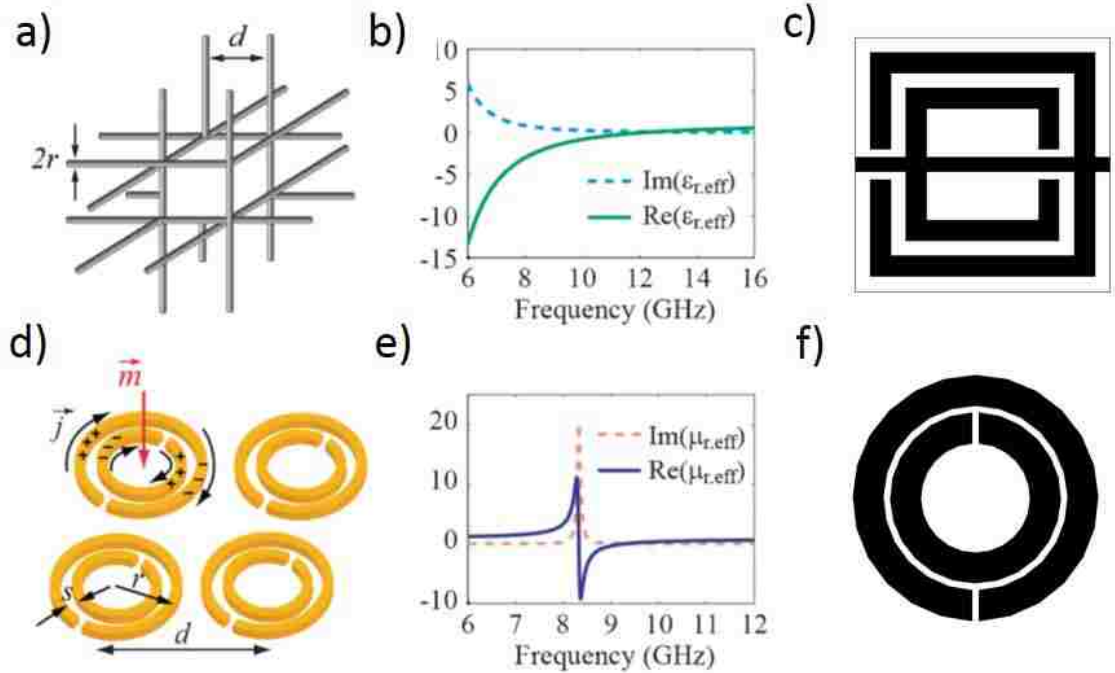 a)
d
2r
b)
10
5
0
-5
-10
-15
Im(εr.eff)
Re(εr.eff)
6 8 10 12 14 16
Frequency (GHz)
c)
d)
m
j
+ + + - - -
+ + + - - -
s
r
d
e)
20
10
0
-10
Im(μr.eff)
Re(μr.eff)
6 7 8 9 10 11 12
Frequency (GHz)
f)